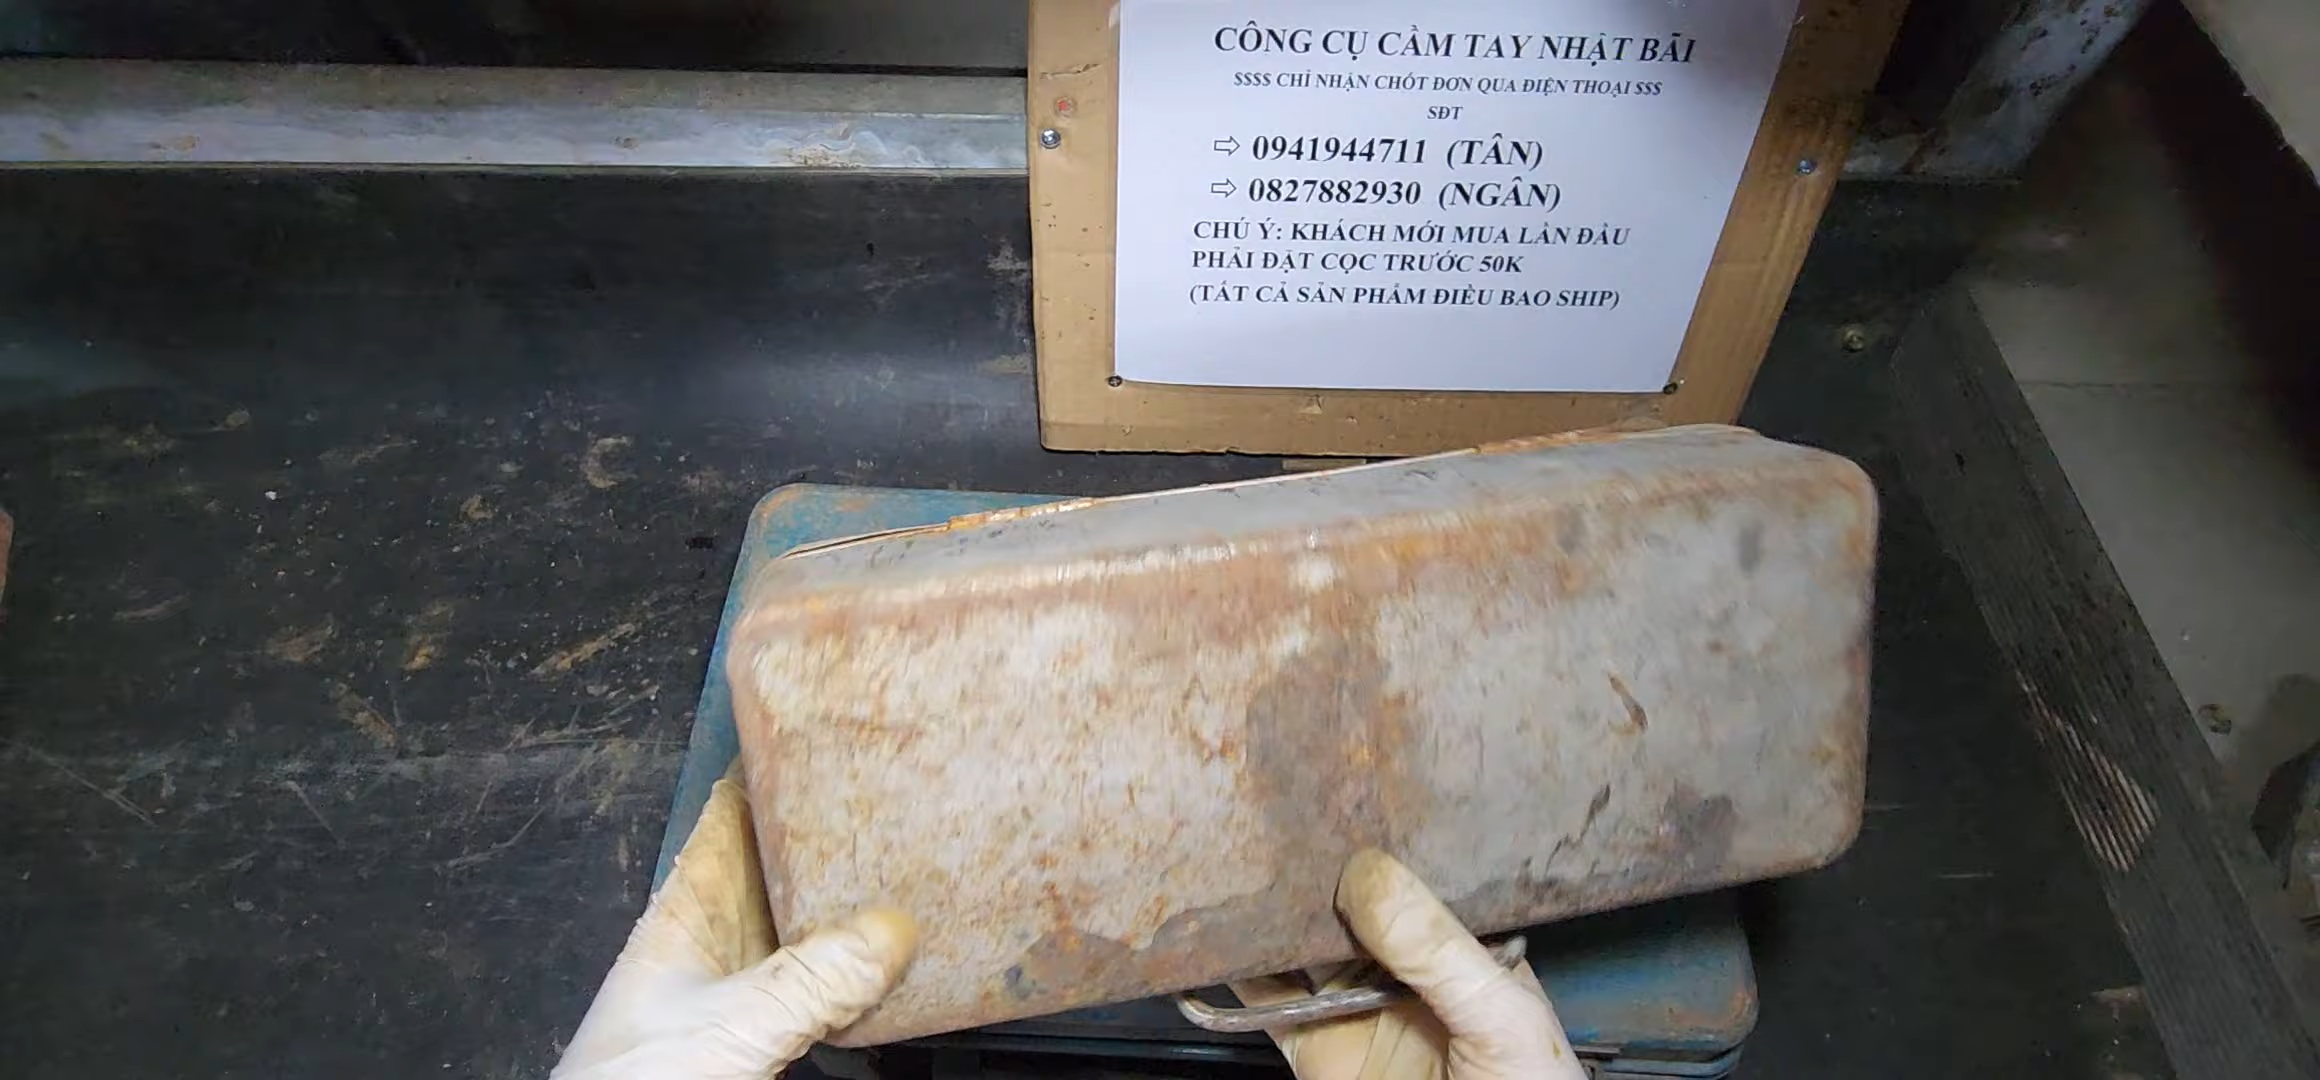 CÔNG CỤ CẦM TAY NHẬT BÃI
$$$$ CHỈ NHẬN CHÓT ĐƠN QUA ĐIỆN THOẠI $$$
SĐT
⇨ 0941944711 (TÂN)
⇨ 0827882930 (NGÂN)
CHÚ Ý: KHÁCH MỚI MUA LẦN ĐẦU
PHẢI ĐẶT CỌC TRƯỚC 50K
(TẤT CẢ SẢN PHẨM ĐIỀU BAO SHIP)